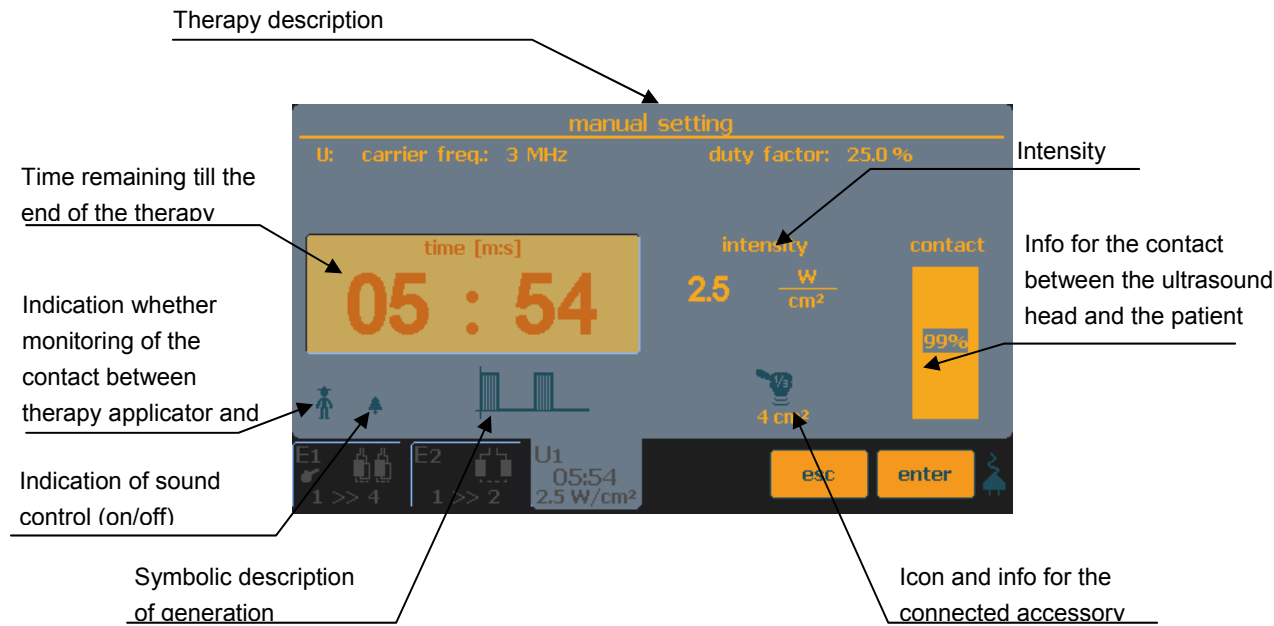 Therapy description
manual setting
U: carrier freq.: 3 MHz duty factor: 25.0 %
Intensity
Time remaining till the
end of the therapy
time [m:s]
05 : 54
intensity
2.5 W
cm²
contact
99%
Info for the contact
between the ultrasound
head and the patient
Indication whether
monitoring of the
contact between
therapy applicator and
1/3
4 cm²
E1
1 >> 4
E2
1 >> 2
U1
05:54
2.5 W/cm²
esc
enter
Indication of sound
control (on/off)
Symbolic description
of generation
Icon and info for the
connected accessory